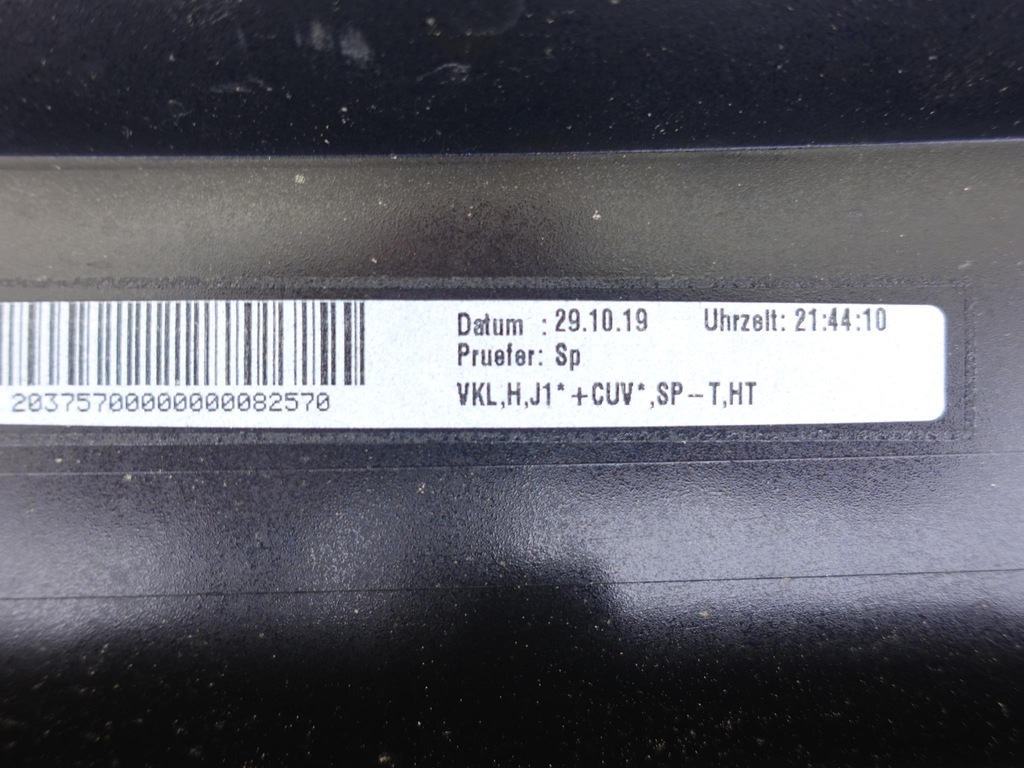 Datum : 29.10.19 Uhrzeit: 21:44:10
Pruefer: Sp
VKL,H,J1*+CUV*,SP-T,HT
20375700000000082570